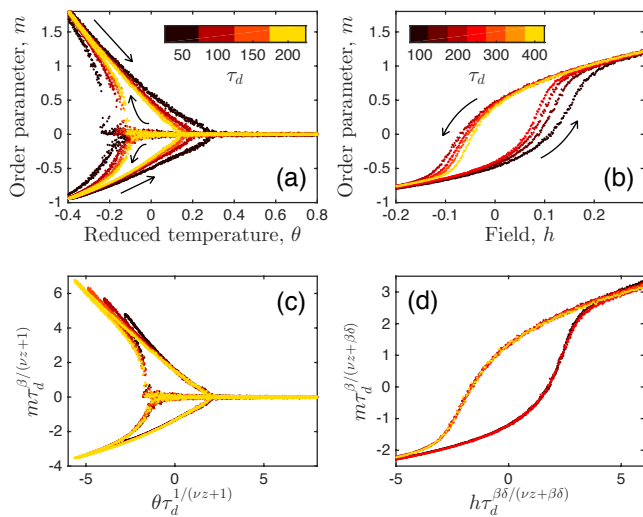 50 100 150 200
τ_d
Order parameter, m
1.5
1
0.5
0
-0.5
-1
(a)
-0.4 -0.2 0 0.2 0.4 0.6 0.8
Reduced temperature, θ
100 200 300 400
τ_d
Order parameter, m
1.5
1
0.5
0
-0.5
-1
(b)
-0.2 -0.1 0 0.1 0.2
Field, h
mτ_d^{β/(νz+1)}
6
4
2
0
-2
-4
(c)
-5 0 5
θτ_d^{1/(νz+1)}
mτ_d^{β/(νz+βδ)}
3
2
1
0
-1
-2
(d)
-5 0 5
hτ_d^{βδ/(νz+βδ)}